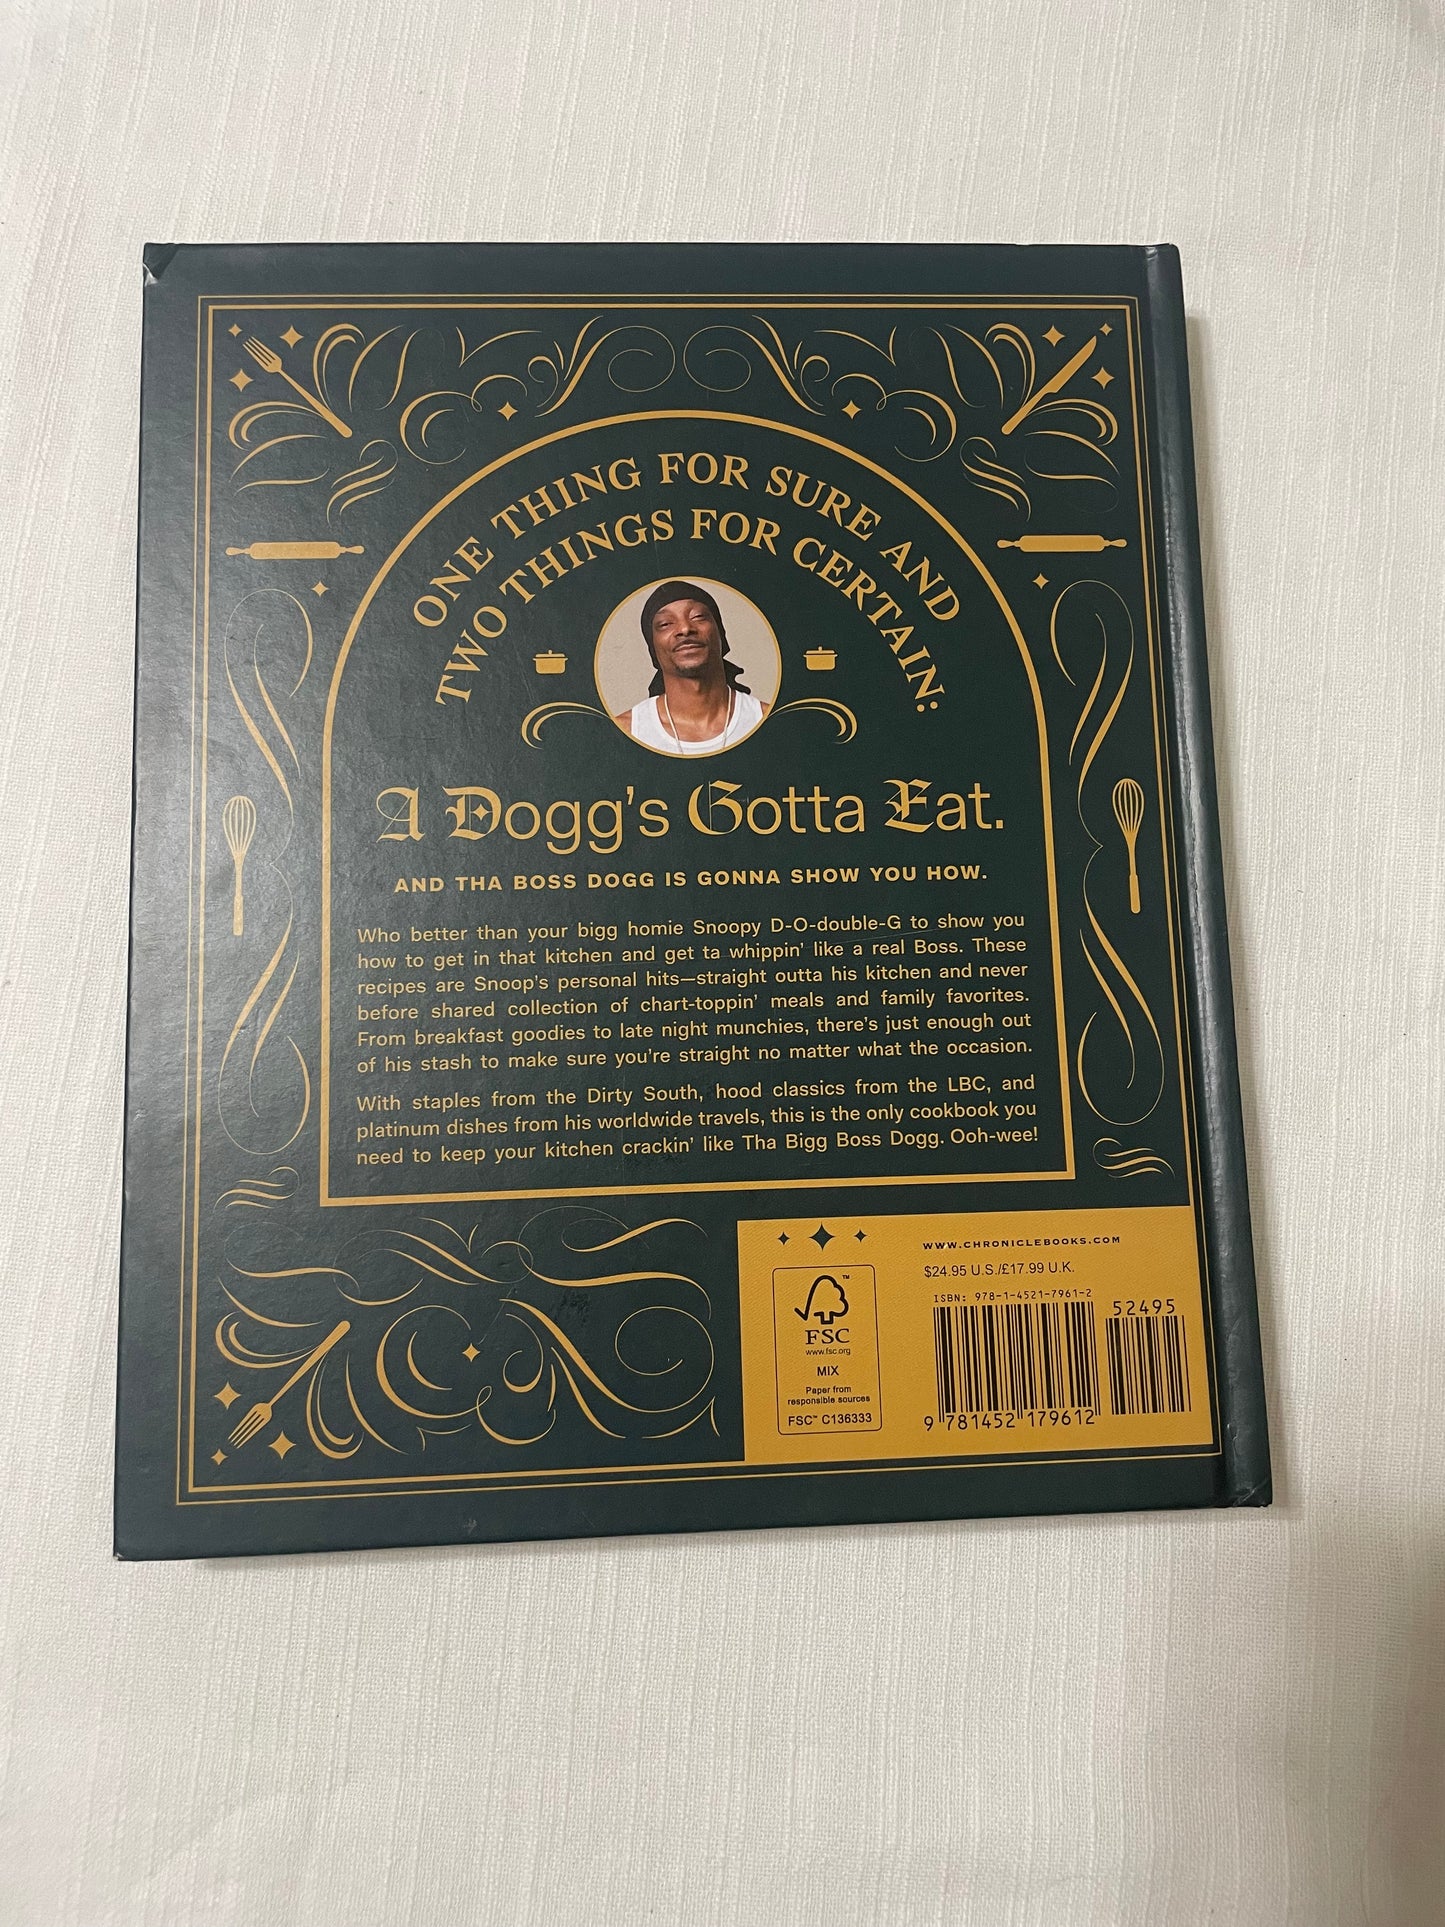 ONE THING FOR SURE AND
TWO THINGS FOR CERTAIN:
A Dogg's Gotta Eat.
AND THA BOSS DOGG IS GONNA SHOW YOU HOW.
Who better than your bigg homie Snoopy D-O-double-G to show you
how to get in that kitchen and get ta whippin' like a real Boss. These
recipes are Snoop's personal hits—straight outta his kitchen and never
before shared collection of chart-toppin' meals and family favorites.
From breakfast goodies to late night munchies, there's just enough out
of his stash to make sure you're straight no matter what the occasion.
With staples from the Dirty South, hood classics from the LBC, and
platinum dishes from his worldwide travels, this is the only cookbook you
need to keep your kitchen crackin' like Tha Bigg Boss Dogg. Ooh-wee!
WWW.CHRONICLEBOOKS.COM
$24.95 U.S./£17.99 U.K.
ISBN: 978-1-4521-7961-2
52495
9 781452 179612
™
FSC
www.fsc.org
MIX
Paper from
responsible sources
FSC™ C136333